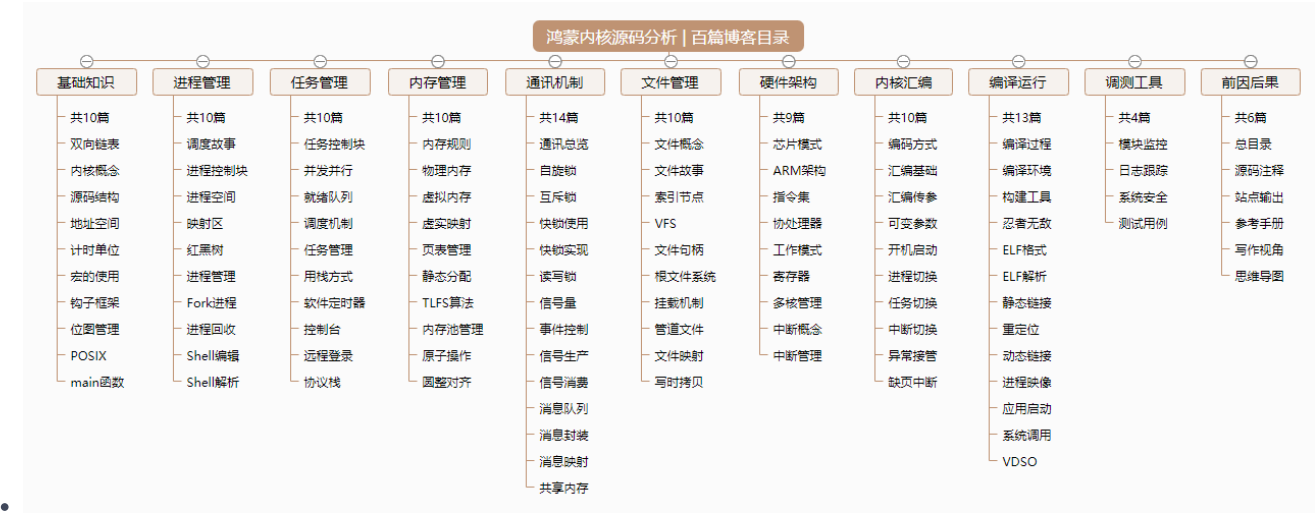 鸿蒙内核源码分析 | 百篇博客目录
基础知识
共10篇
双向链表
内核概念
源码结构
地址空间
计时单位
宏的使用
钩子框架
位图管理
POSIX
main函数
进程管理
共10篇
调度故事
进程控制块
进程空间
映射区
红黑树
进程管理
Fork进程
进程回收
Shell编辑
Shell解析
任务管理
共10篇
任务控制块
并发并行
就绪队列
调度机制
任务管理
用栈方式
软件定时器
控制台
远程登录
协议栈
内存管理
共10篇
内存规则
物理内存
虚拟内存
虚实映射
页表管理
静态分配
TLFS算法
内存池管理
原子操作
圆整对齐
通讯机制
共14篇
通讯总览
自旋锁
互斥锁
快锁使用
快锁实现
读写锁
信号量
事件控制
信号生产
信号消费
消息队列
消息封装
消息映射
共享内存
文件管理
共10篇
文件概念
文件故事
索引节点
VFS
文件句柄
根文件系统
挂载机制
管道文件
文件映射
写时拷贝
硬件架构
共9篇
芯片模式
ARM架构
指令集
协处理器
工作模式
寄存器
多核管理
中断概念
中断管理
内核汇编
共10篇
编码方式
汇编基础
汇编传参
可变参数
开机启动
进程切换
任务切换
中断切换
异常接管
缺页中断
编译运行
共13篇
编译过程
编译环境
构建工具
忍者无敌
ELF格式
ELF解析
静态链接
重定位
动态链接
进程映像
应用启动
系统调用
VDSO
调测工具
共4篇
模块监控
日志跟踪
系统安全
测试用例
前因后果
共6篇
总目录
源码注释
站点输出
参考手册
写作视角
思维导图